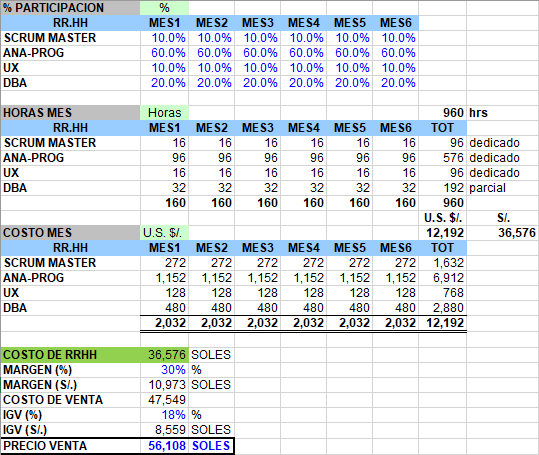 % PARTICIPACION %
RR.HH MES1 MES2 MES3 MES4 MES5 MES6
SCRUM MASTER 10.0% 10.0% 10.0% 10.0% 10.0% 10.0%
ANA-PROG 60.0% 60.0% 60.0% 60.0% 60.0% 60.0%
UX 10.0% 10.0% 10.0% 10.0% 10.0% 10.0%
DBA 20.0% 20.0% 20.0% 20.0% 20.0% 20.0%
HORAS MES Horas 960 hrs
RR.HH MES1 MES2 MES3 MES4 MES5 MES6 TOT
SCRUM MASTER 16 16 16 16 16 16 96 dedicado
ANA-PROG 96 96 96 96 96 96 576 dedicado
UX 16 16 16 16 16 16 96 dedicado
DBA 32 32 32 32 32 32 192 parcial
160 160 160 160 160 160 960
U.S. $/. S/.
COSTO MES U.S. $/. 12,192 36,576
RR.HH MES1 MES2 MES3 MES4 MES5 MES6 TOT
SCRUM MASTER 272 272 272 272 272 272 1,632
ANA-PROG 1,152 1,152 1,152 1,152 1,152 1,152 6,912
UX 128 128 128 128 128 128 768
DBA 480 480 480 480 480 480 2,880
2,032 2,032 2,032 2,032 2,032 2,032 12,192
COSTO DE RRHH 36,576 SOLES
MARGEN (%) 30% %
MARGEN (S/.) 10,973 SOLES
COSTO DE VENTA 47,549
IGV (%) 18% %
IGV (S/.) 8,559 SOLES
PRECIO VENTA 56,108 SOLES